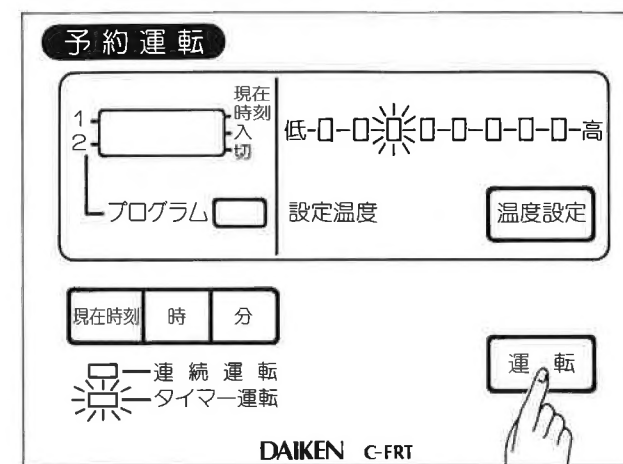 予約運転
1
2
現在
時刻
入
切
低 高
プログラム
設定温度
温度設定
現在時刻 時 分
連続運転
タイマー運転
運転
DAIKEN C-FRT